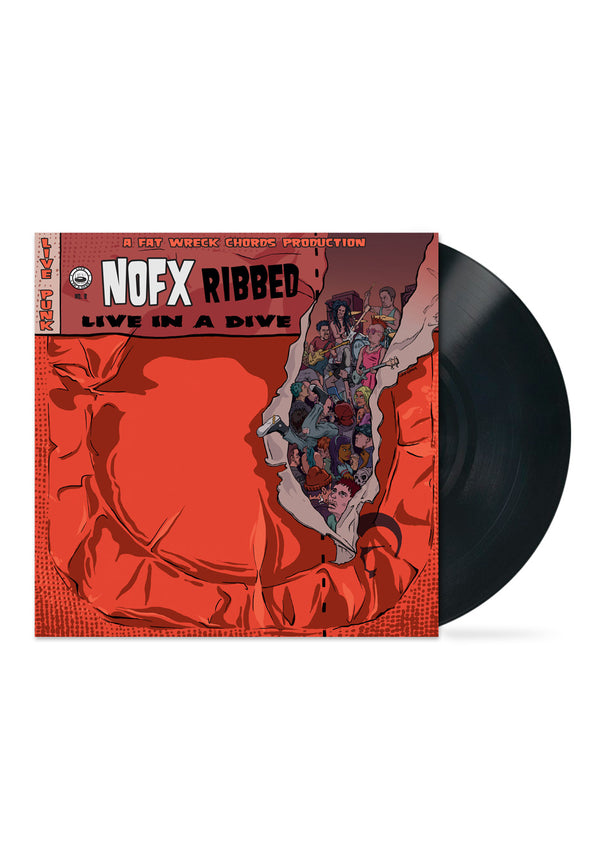 A FAT WRECK CHORDS PRODUCTION
LIVE PUNK
NOFX RIBBED
LIVE IN A DIVE